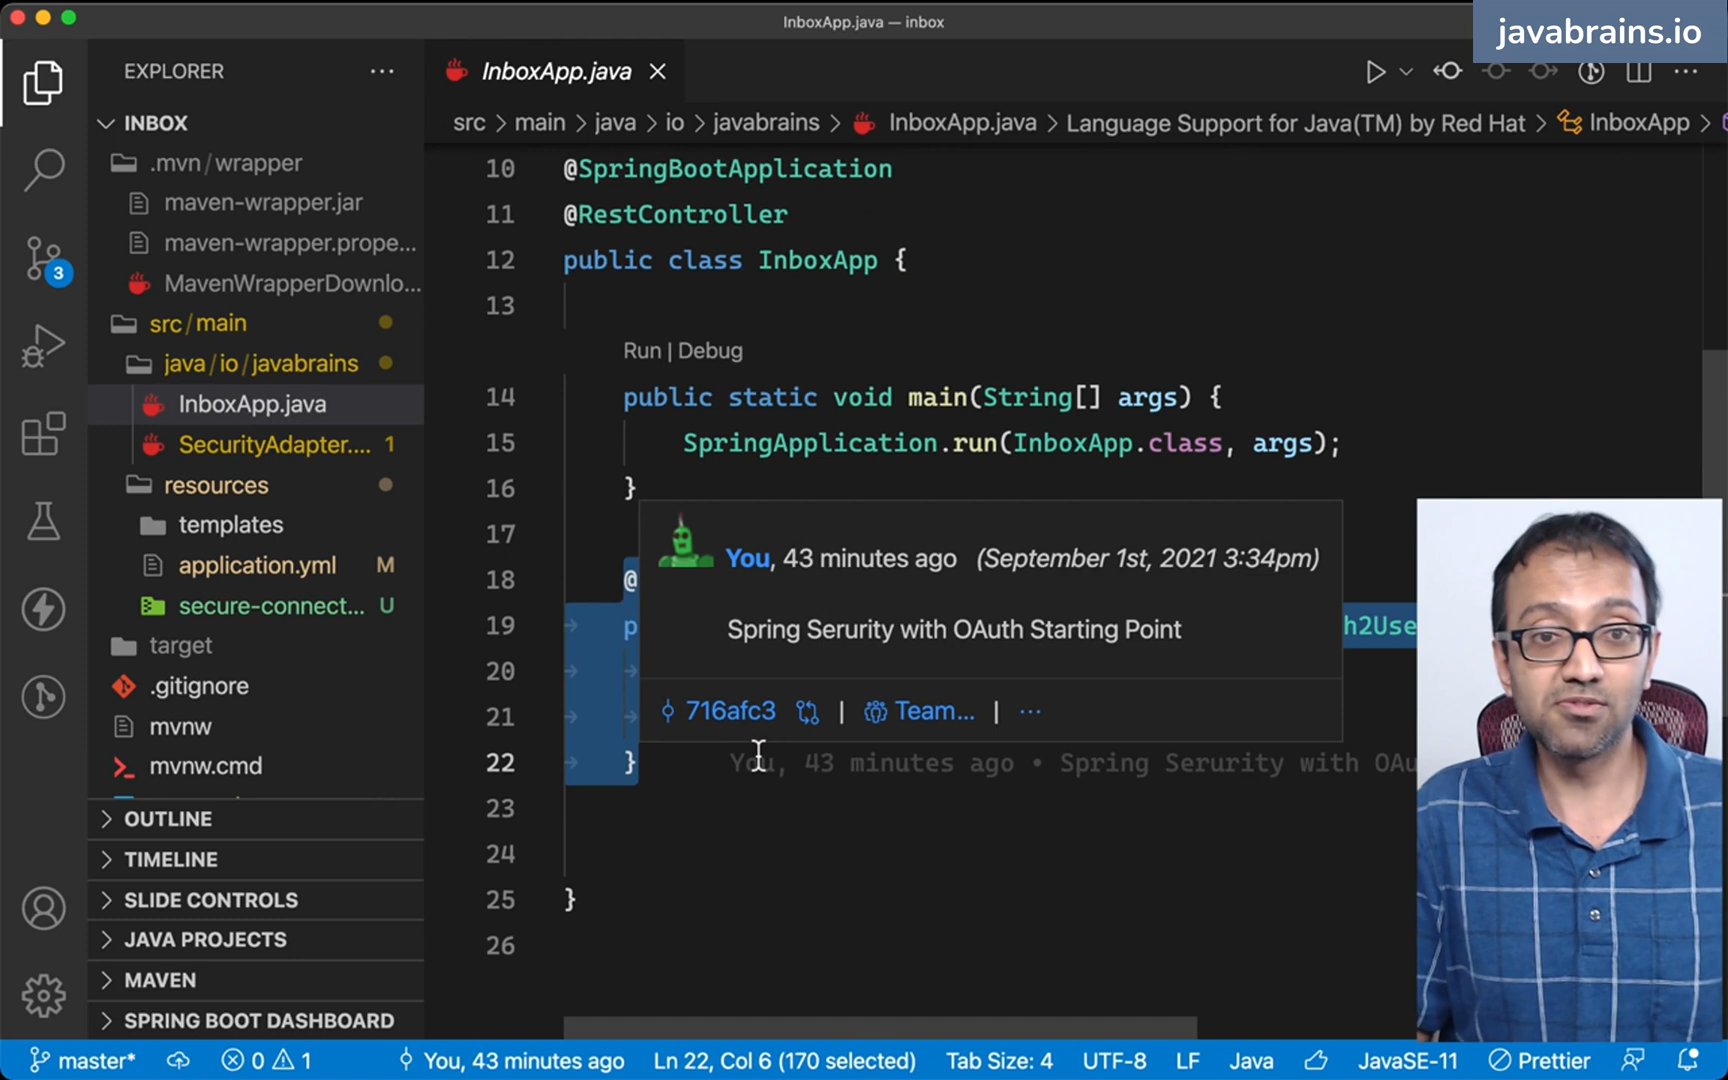 InboxApp.java — inbox
javabrains.io
EXPLORER
InboxApp.java
src > main > java > io > javabrains > InboxApp.java > Language Support for Java(TM) by Red Hat > InboxApp >
INBOX
.mvn/wrapper
maven-wrapper.jar
maven-wrapper.prope...
MavenWrapperDownlo...
src/main
java/io/javabrains
InboxApp.java
SecurityAdapter.... 1
resources
templates
application.yml M
secure-connect... U
target
.gitignore
mvnw
mvnw.cmd
OUTLINE
TIMELINE
SLIDE CONTROLS
JAVA PROJECTS
MAVEN
SPRING BOOT DASHBOARD
3
10 @SpringBootApplication
11 @RestController
12 public class InboxApp {
13
Run | Debug
14 public static void main(String[] args) {
15 SpringApplication.run(InboxApp.class, args);
16 }
17
18 @
19 p h2Use
20
21
22 } You, 43 minutes ago • Spring Serurity with OAu
23
24
25 }
26
You, 43 minutes ago (September 1st, 2021 3:34pm)
Spring Serurity with OAuth Starting Point
716afc3 | Team... | ...
master* 0 1 You, 43 minutes ago Ln 22, Col 6 (170 selected) Tab Size: 4 UTF-8 LF Java JavaSE-11 Prettier